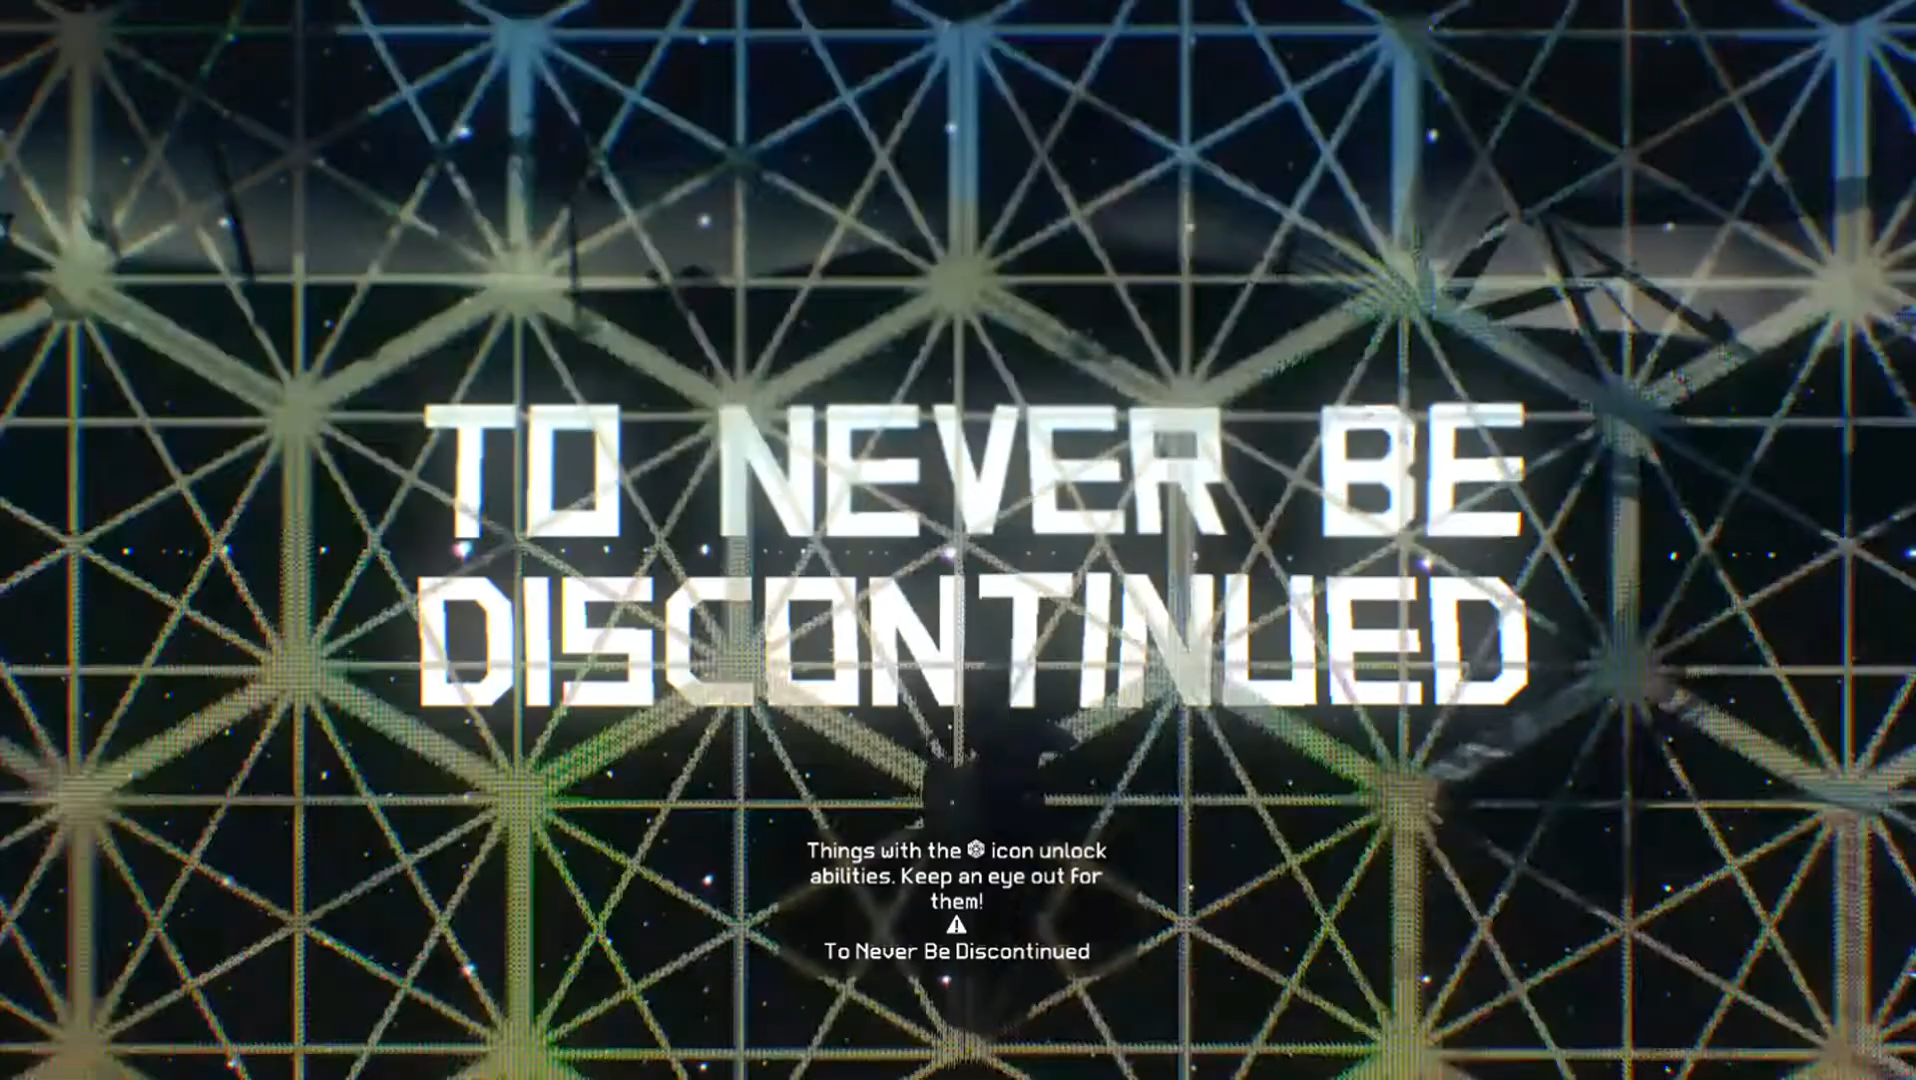 TO NEVER BE
DISCONTINUED
Things with the icon unlock
abilities. Keep an eye out for
them!
To Never Be Discontinued